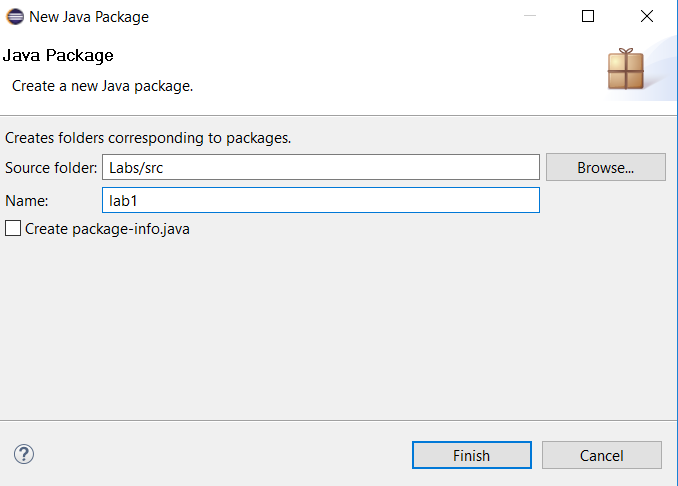 New Java Package
Java Package
Create a new Java package.
Creates folders corresponding to packages.
Source folder: Labs/src Browse...
Name: lab1
Create package-info.java
? Finish Cancel